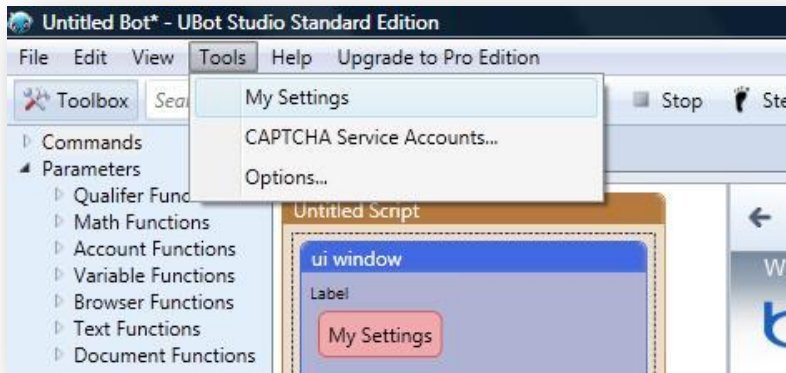 Untitled Bot* - UBot Studio Standard Edition
File Edit View Tools Help Upgrade to Pro Edition
Toolbox Stop
My Settings
CAPTCHA Service Accounts...
Options...
Commands
Parameters
Qualifer
Math Functions
Account Functions
Variable Functions
Browser Functions
Text Functions
Document Functions
Untitled Script
ui window
Label
My Settings